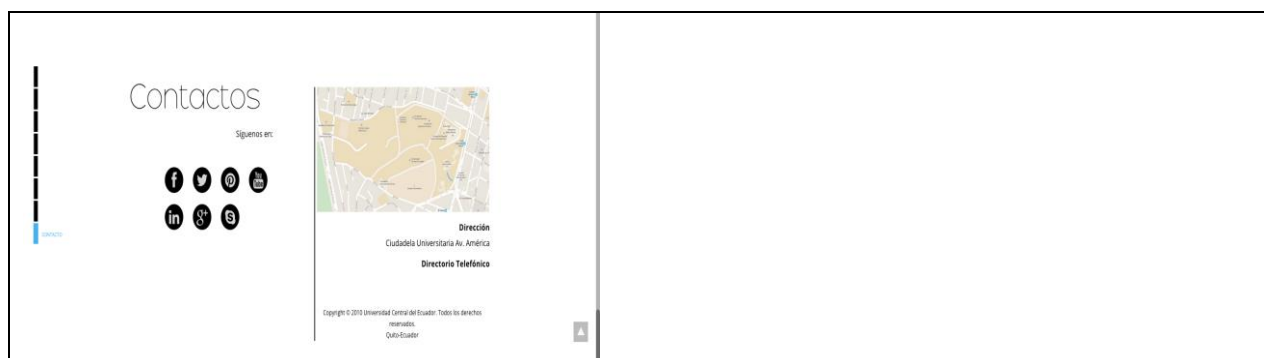 Contactos
Síguenos en:
CONTACTO
Dirección
Ciudadela Universitaria Av. América
Directorio Telefónico
Copyright © 2010 Universidad Central del Ecuador. Todos los derechos
reservados.
Quito-Ecuador